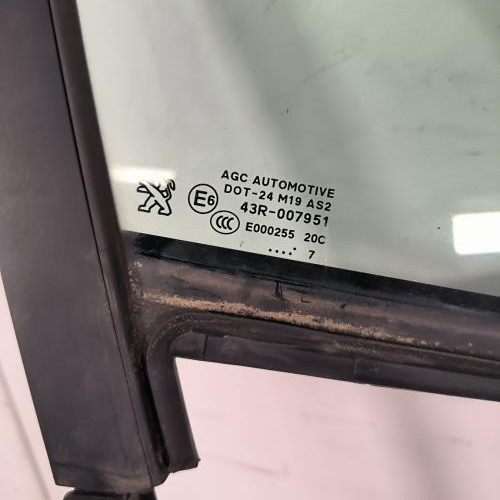 AGC AUTOMOTIVE
DOT-24 M19 AS2
E6 43R-007951
CCC E000255 20C
.... 7